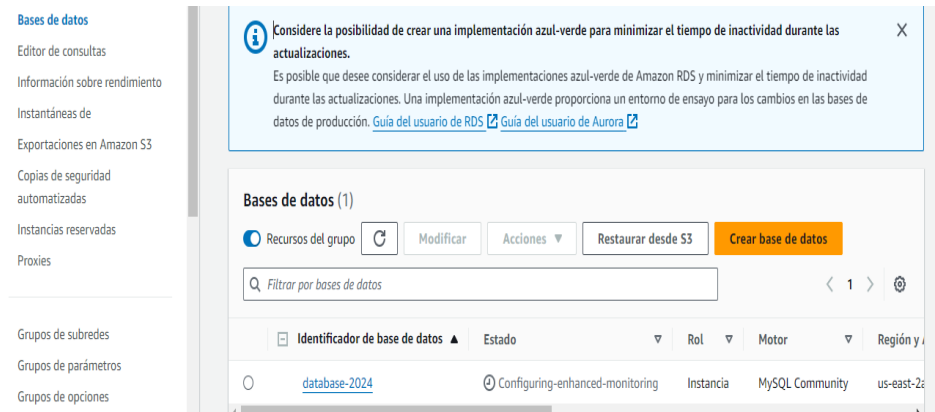 Bases de datos
Editor de consultas
Información sobre rendimiento
Instantáneas de
Exportaciones en Amazon S3
Copias de seguridad
automatizadas
Instancias reservadas
Proxies
Grupos de subredes
Grupos de parámetros
Grupos de opciones
Considere la posibilidad de crear una implementación azul-verde para minimizar el tiempo de inactividad durante las
actualizaciones.
Es posible que desee considerar el uso de las implementaciones azul-verde de Amazon RDS y minimizar el tiempo de inactividad
durante las actualizaciones. Una implementación azul-verde proporciona un entorno de ensayo para los cambios en las bases de
datos de producción. Guía del usuario de RDS Guía del usuario de Aurora
Bases de datos (1)
Recursos del grupo Modificar Acciones Restaurar desde S3 Crear base de datos
Filtrar por bases de datos 1
Identificador de base de datos Estado Rol Motor Región y
database-2024 Configuring-enhanced-monitoring Instancia MySQL Community us-east-2a